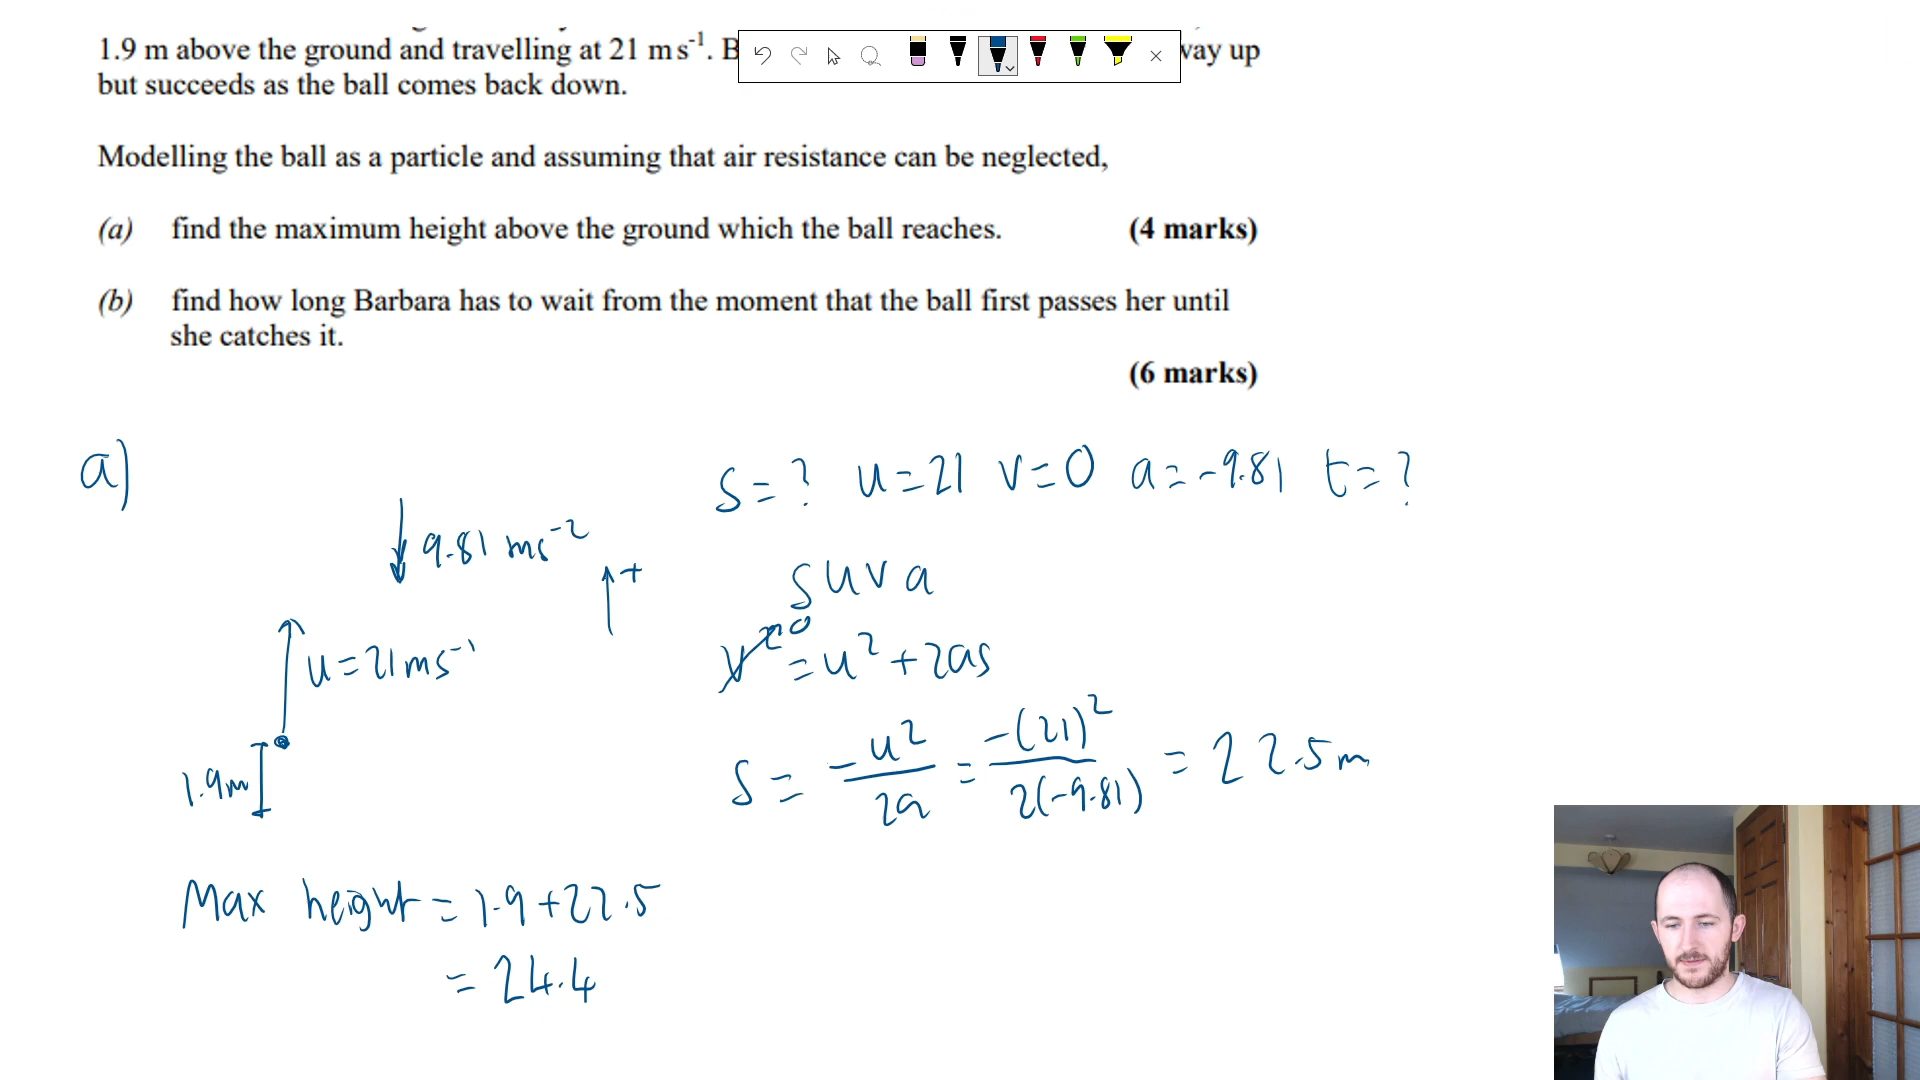 1.9 m above the ground and travelling at 21 m s⁻¹. B way up
but succeeds as the ball comes back down.
Modelling the ball as a particle and assuming that air resistance can be neglected,
(a) find the maximum height above the ground which the ball reaches. (4 marks)
(b) find how long Barbara has to wait from the moment that the ball first passes her until
she catches it.
(6 marks)
a)
9.81 ms⁻²
+
u=21ms⁻¹
1.9m
s=? u=21 v=0 a=-9.81 t=?
suva
v²=0 =u²+2as
s = -u²/2a = -(21)²/2(-9.81) = 22.5m
Max height = 1.9+22.5
= 24.4